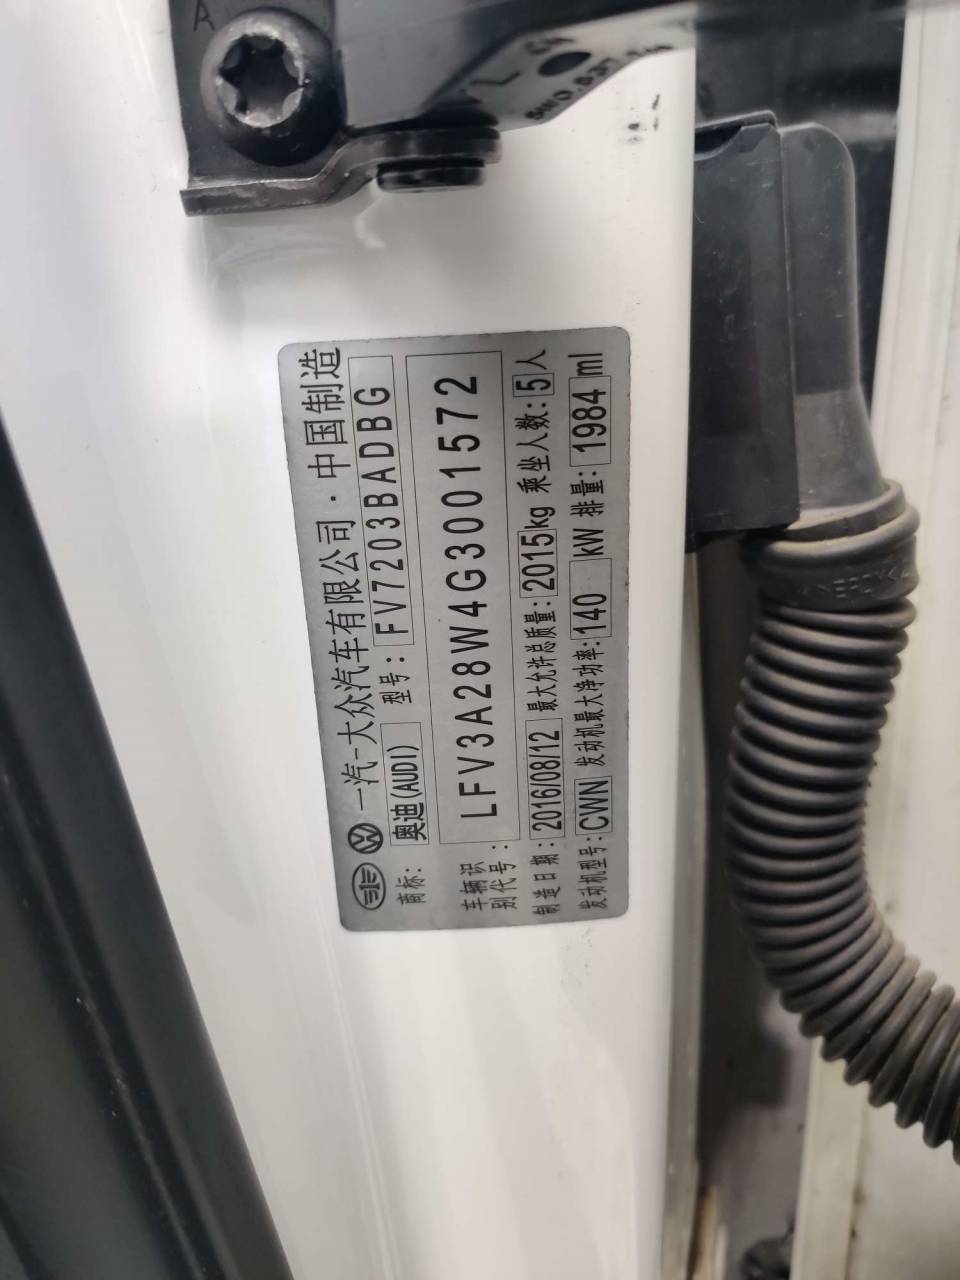 A
L CN
一汽-大众汽车有限公司 · 中国制造
商标: 奥迪(AUDI) 型号: FV7203BADBG
车辆识别代号: LFV3A28W4G3001572
制造日期: 2016/08/12 最大允许总质量: 2015kg 乘坐人数: 5人
发动机型号: CWN 发动机最大净功率: 140 kW 排量: 1984 ml